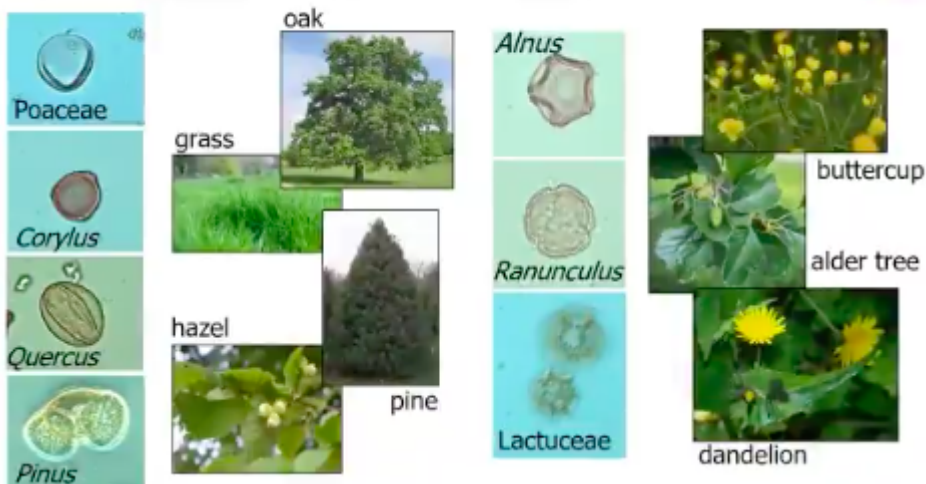 oak
Poaceae
grass
Corylus
Quercus
hazel
pine
Pinus
Alnus
buttercup
Ranunculus
alder tree
Lactuceae
dandelion